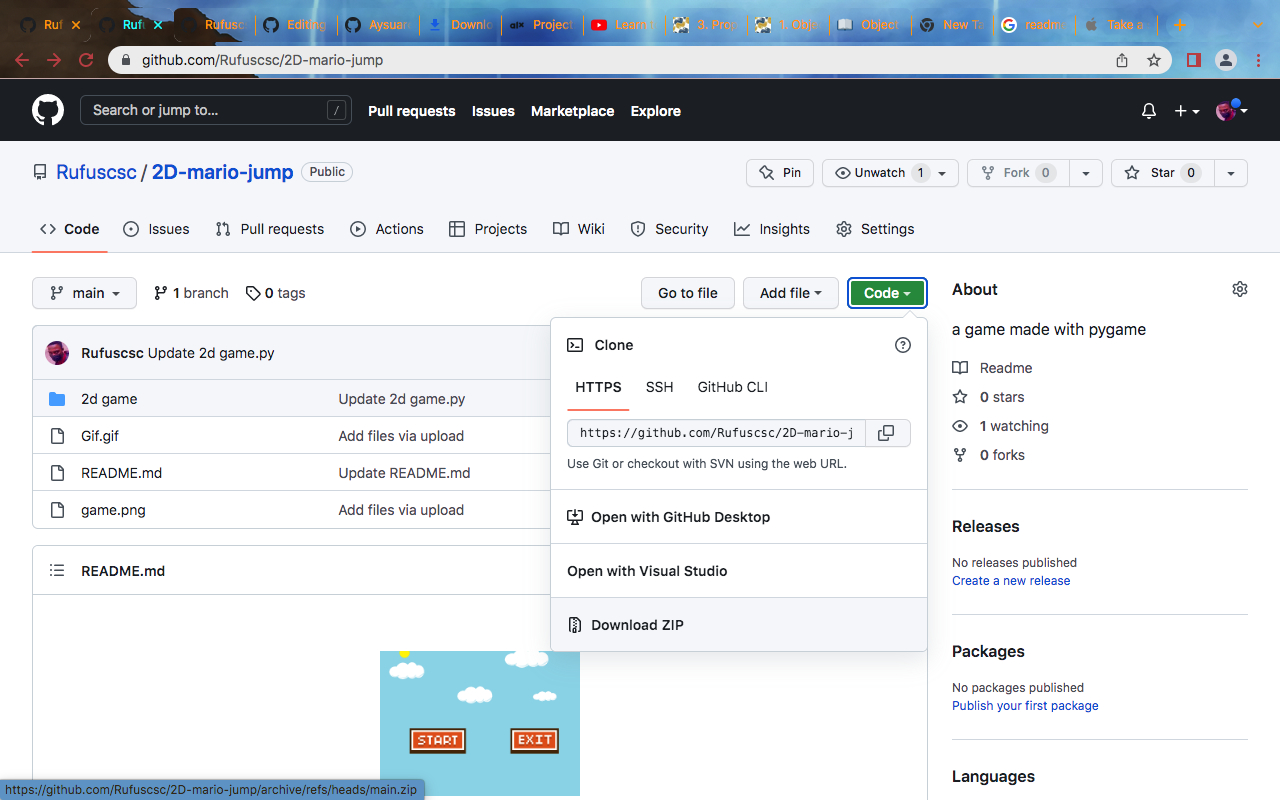 Ruf
Ruf
Rufusc
Editing
Aysuar
Downlo
alx Project
Learn
3. Prop
1. Obje
Object
New Ta
readme
Take a
github.com/Rufuscsc/2D-mario-jump
Search or jump to...
/
Pull requests
Issues
Marketplace
Explore
Rufuscsc / 2D-mario-jump
Public
Pin
Unwatch 1
Fork 0
Star 0
Code
Issues
Pull requests
Actions
Projects
Wiki
Security
Insights
Settings
main
1 branch
0 tags
Go to file
Add file
Code
Rufuscsc Update 2d game.py
2d game
Update 2d game.py
Gif.gif
Add files via upload
README.md
Update README.md
game.png
Add files via upload
README.md
START
EXIT
Clone
HTTPS
SSH
GitHub CLI
https://github.com/Rufuscsc/2D-mario-j
Use Git or checkout with SVN using the web URL.
Open with GitHub Desktop
Open with Visual Studio
Download ZIP
About
a game made with pygame
Readme
0 stars
1 watching
0 forks
Releases
No releases published
Create a new release
Packages
No packages published
Publish your first package
Languages
https://github.com/Rufuscsc/2D-mario-jump/archive/refs/heads/main.zip